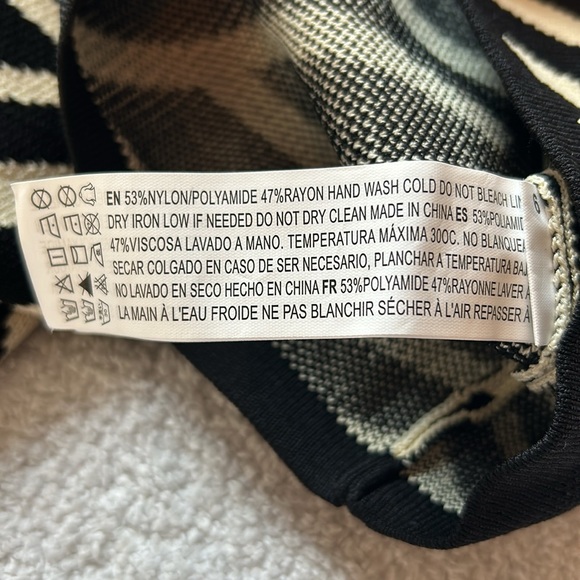 EN 53%NYLON/POLYAMIDE 47%RAYON HAND WASH COLD DO NOT BLEACH LIN
DRY IRON LOW IF NEEDED DO NOT DRY CLEAN MADE IN CHINA ES 53%POLIAMID
47%VISCOSA LAVADO A MANO. TEMPERATURA MÁXIMA 30OC. NO BLANQUEA
SECAR COLGADO EN CASO DE SER NECESARIO, PLANCHAR A TEMPERATURA BAJ
NO LAVADO EN SECO HECHO EN CHINA FR 53%POLYAMIDE 47%RAYONNE LAVER À
LA MAIN À L'EAU FROIDE NE PAS BLANCHIR SÉCHER À L'AIR REPASSER À